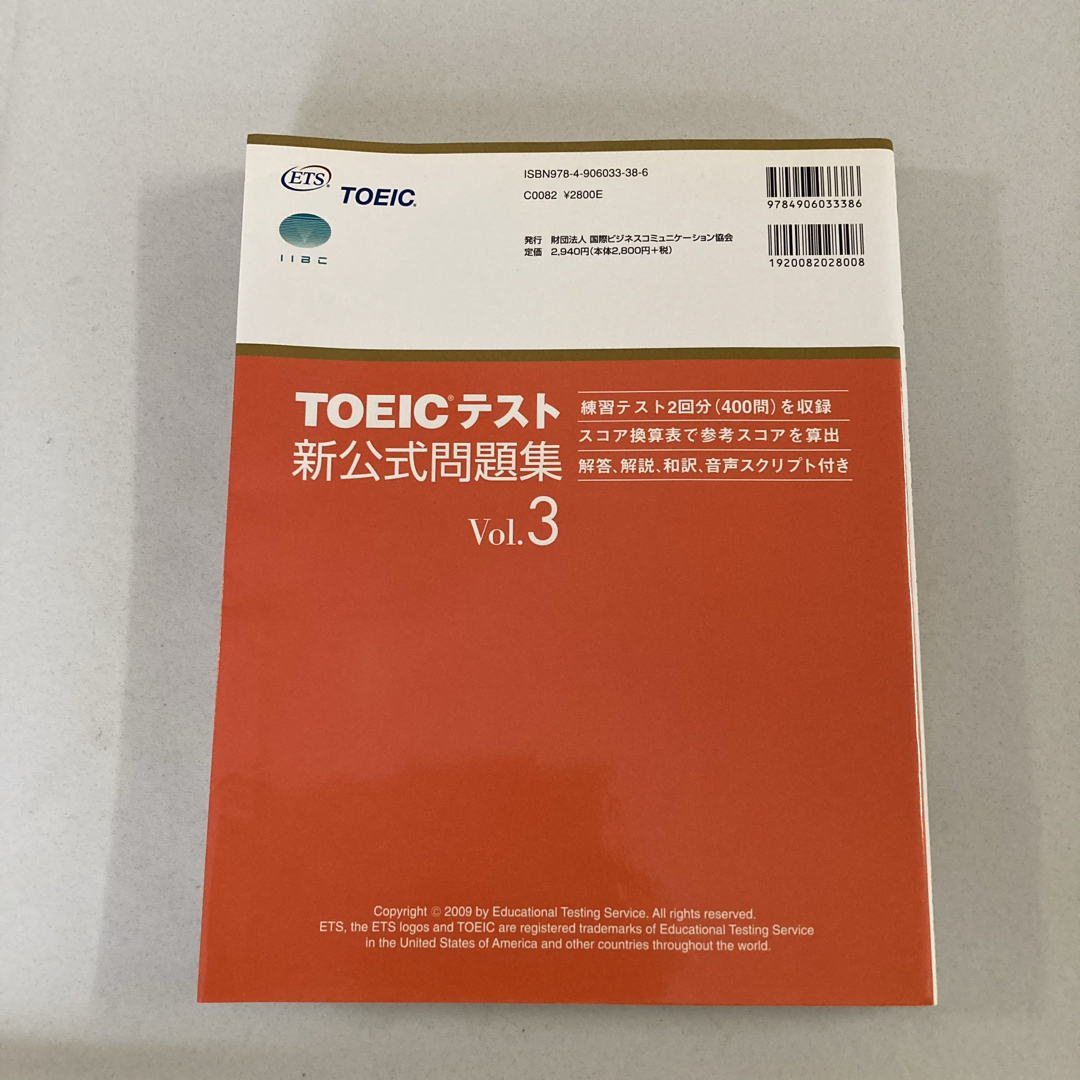 ETS
TOEIC
IIBC
ISBN978-4-906033-38-6
C0082 ¥2800E
発行 財団法人 国際ビジネスコミュニケーション協会
定価 2,940円(本体2,800円+税)
9784906033386
1920082028008
TOEIC®テスト
新公式問題集
Vol.3
練習テスト2回分(400問)を収録
スコア換算表で参考スコアを算出
解答、解説、和訳、音声スクリプト付き
Copyright © 2009 by Educational Testing Service. All rights reserved.
ETS, the ETS logos and TOEIC are registered trademarks of Educational Testing Service
in the United States of America and other countries throughout the world.